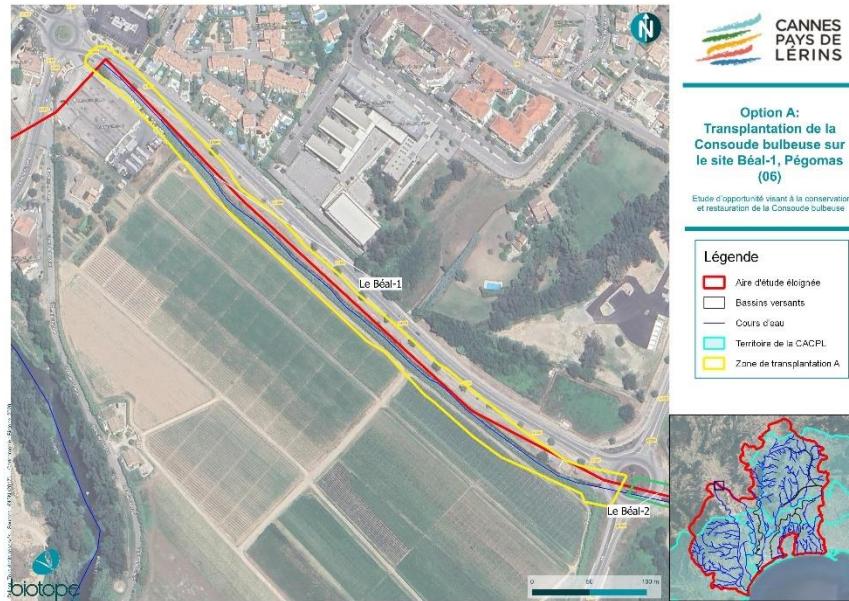 N
CANNES
PAYS DE
LÉRINS
Option A:
Transplantation de la
Consoude bulbeuse sur
le site Béal-1, Pégomas
(06)
Etude d'opportunité visant à la conservation
et restauration de la Consoude bulbeuse
Légende
Aire d'étude éloignée
Bassins versants
Cours d'eau
Territoire de la CACPL
Zone de transplantation A
Le Béal-1
Le Béal-2
biotope
0
50
100 m